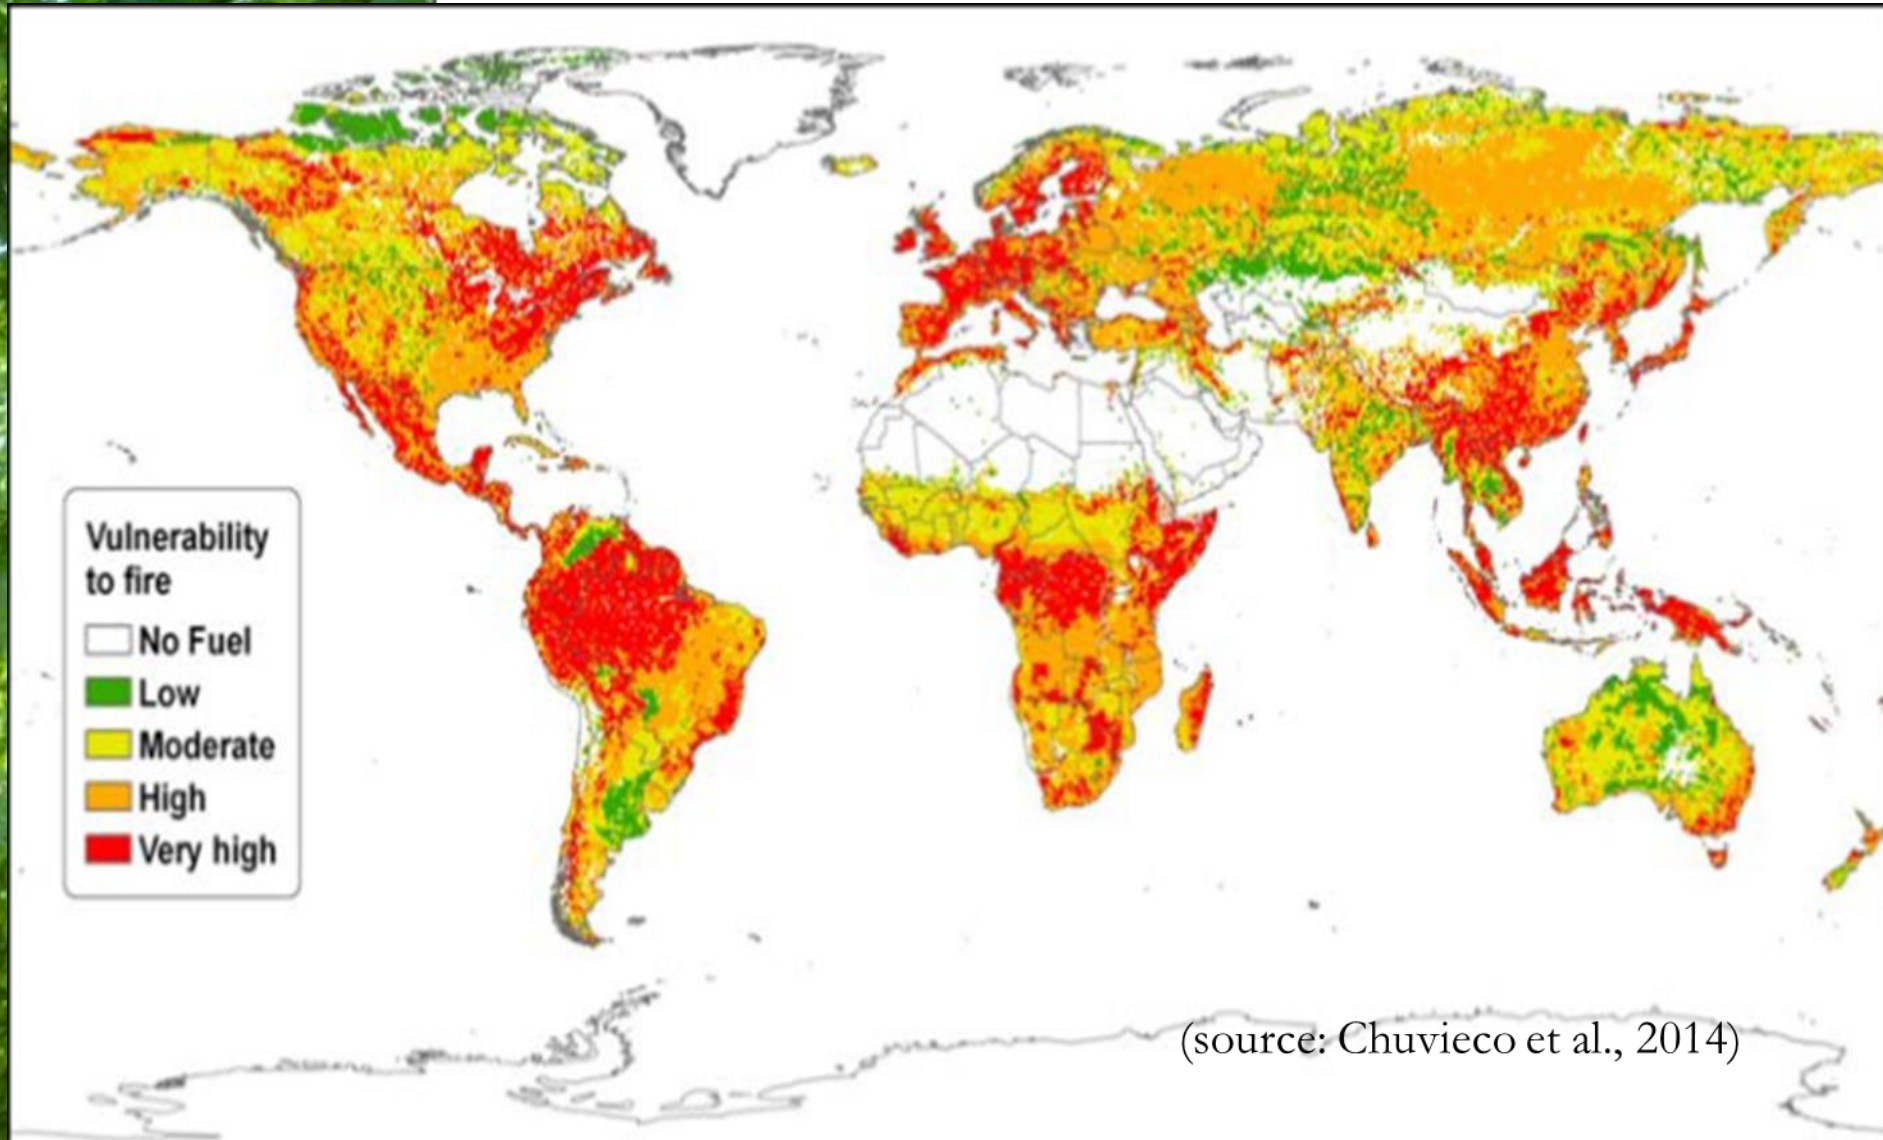 Vulnerability
to fire
No Fuel
Low
Moderate
High
Very high
(source: Chuvieco et al., 2014)